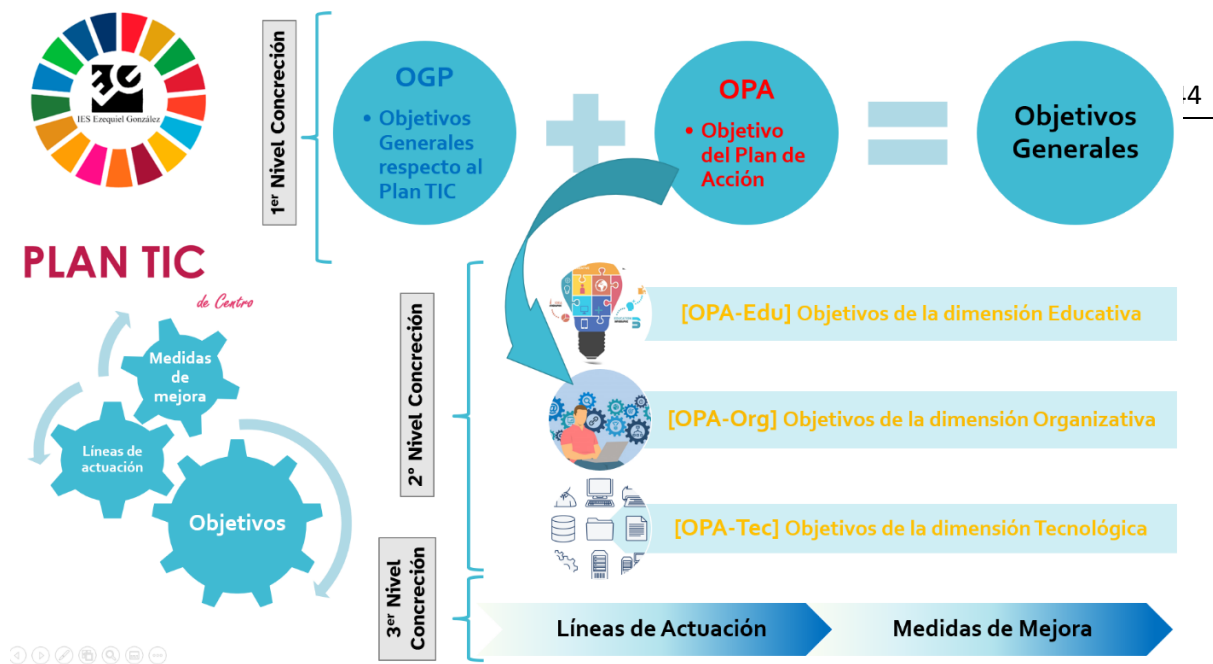 IES Ezequiel González
PLAN TIC
de Centro
Medidas
de
mejora
Líneas de
actuación
Objetivos
1er Nivel Concreción
OGP
• Objetivos
Generales
respecto al
Plan TIC
OPA
• Objetivo
del Plan de
Acción
Objetivos
Generales
44
2º Nivel Concreción
[OPA-Edu] Objetivos de la dimensión Educativa
[OPA-Org] Objetivos de la dimensión Organizativa
[OPA-Tec] Objetivos de la dimensión Tecnológica
3er Nivel
Concreción
Líneas de Actuación
Medidas de Mejora